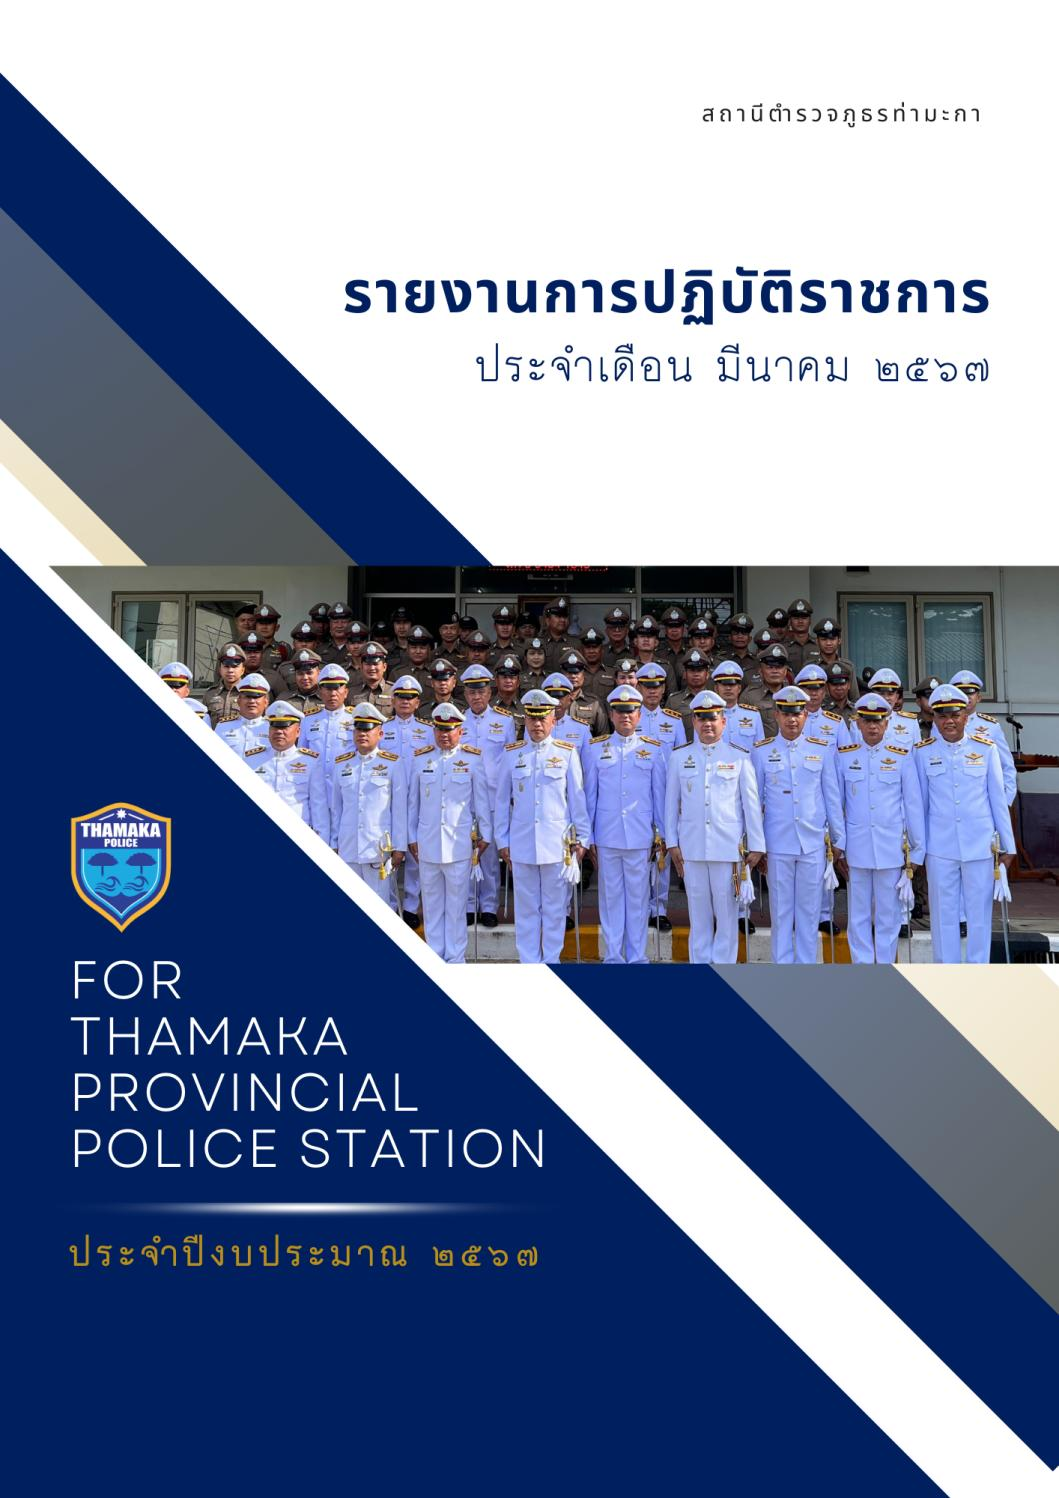 สถานีตำรวจภูธรท่ามะกา
รายงานการปฏิบัติราชการ
ประจำเดือน มีนาคม ๒๕๖๗
THAMAKA
POLICE
FOR
THAMAKA
PROVINCIAL
POLICE STATION
ประจำปีงบประมาณ ๒๕๖๗